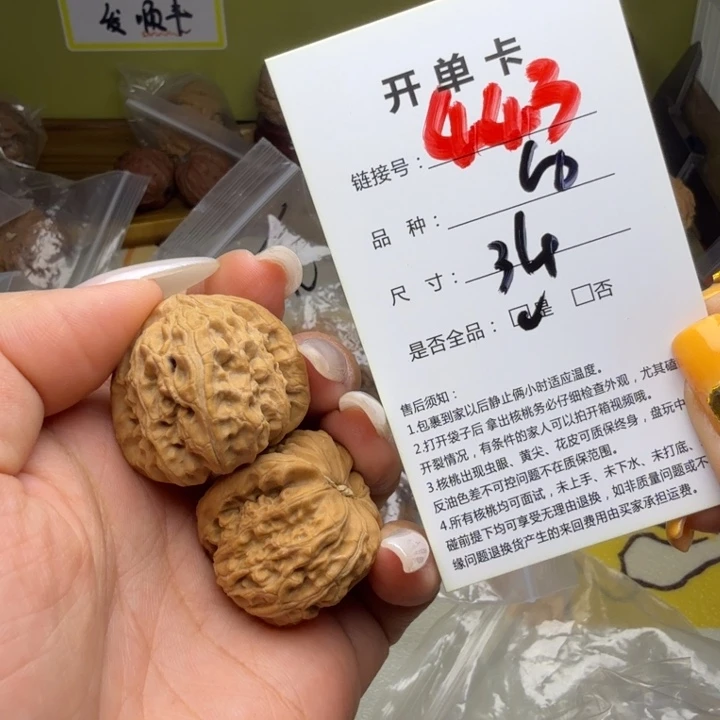 发顺丰
开单卡
链接号：443
品 种：
尺 寸：34
是否全品：☑是 □否
售后须知：
1.包裹到家以后静止俩小时适应温度。
2.打开袋子后 拿出核桃务必仔细检查外观，尤其磕
开裂情况，有条件的家人可以拍开箱视频哦。
3.核桃出现虫眼、黄尖、花皮可质保终身，盘玩中
反油色差不可控问题不在质保范围。
4.所有核桃均可面试，未上手、未下水、未打底、
碰前提下均可享受无理由退换，如非质量问题或不
缘问题退换货产生的来回费用由买家承担运费。